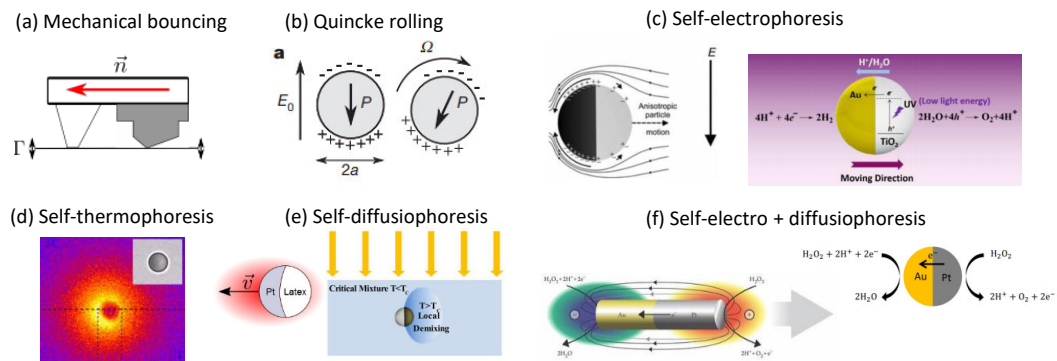 (a) Mechanical bouncing
n
Γ
(b) Quincke rolling
a
E₀
P
Ω
P
2a
(c) Self-electrophoresis
E
Anisotropic
particle
motion
H⁺/H₂O
Au
e⁻
e⁻
UV
(Low light energy)
4H⁺ + 4e⁻ → 2H₂
2H₂O+4h⁺ → O₂+4H⁺
h⁺
TiO₂
Moving Direction
(d) Self-thermophoresis
(e) Self-diffusiophoresis
v
Pt
Latex
Critical Mixture T<Tc
T>Tc
Local
Demixing
(f) Self-electro + diffusiophoresis
H₂O₂ + 2H⁺ + 2e⁻
H₂O₂
Au
e⁻
Pt
2H₂O
2H⁺ + O₂ + 2e⁻
H₂O₂ + 2H⁺ + 2e⁻
e⁻
H₂O₂
Au
Pt
2H₂O
2H⁺ + O₂ + 2e⁻